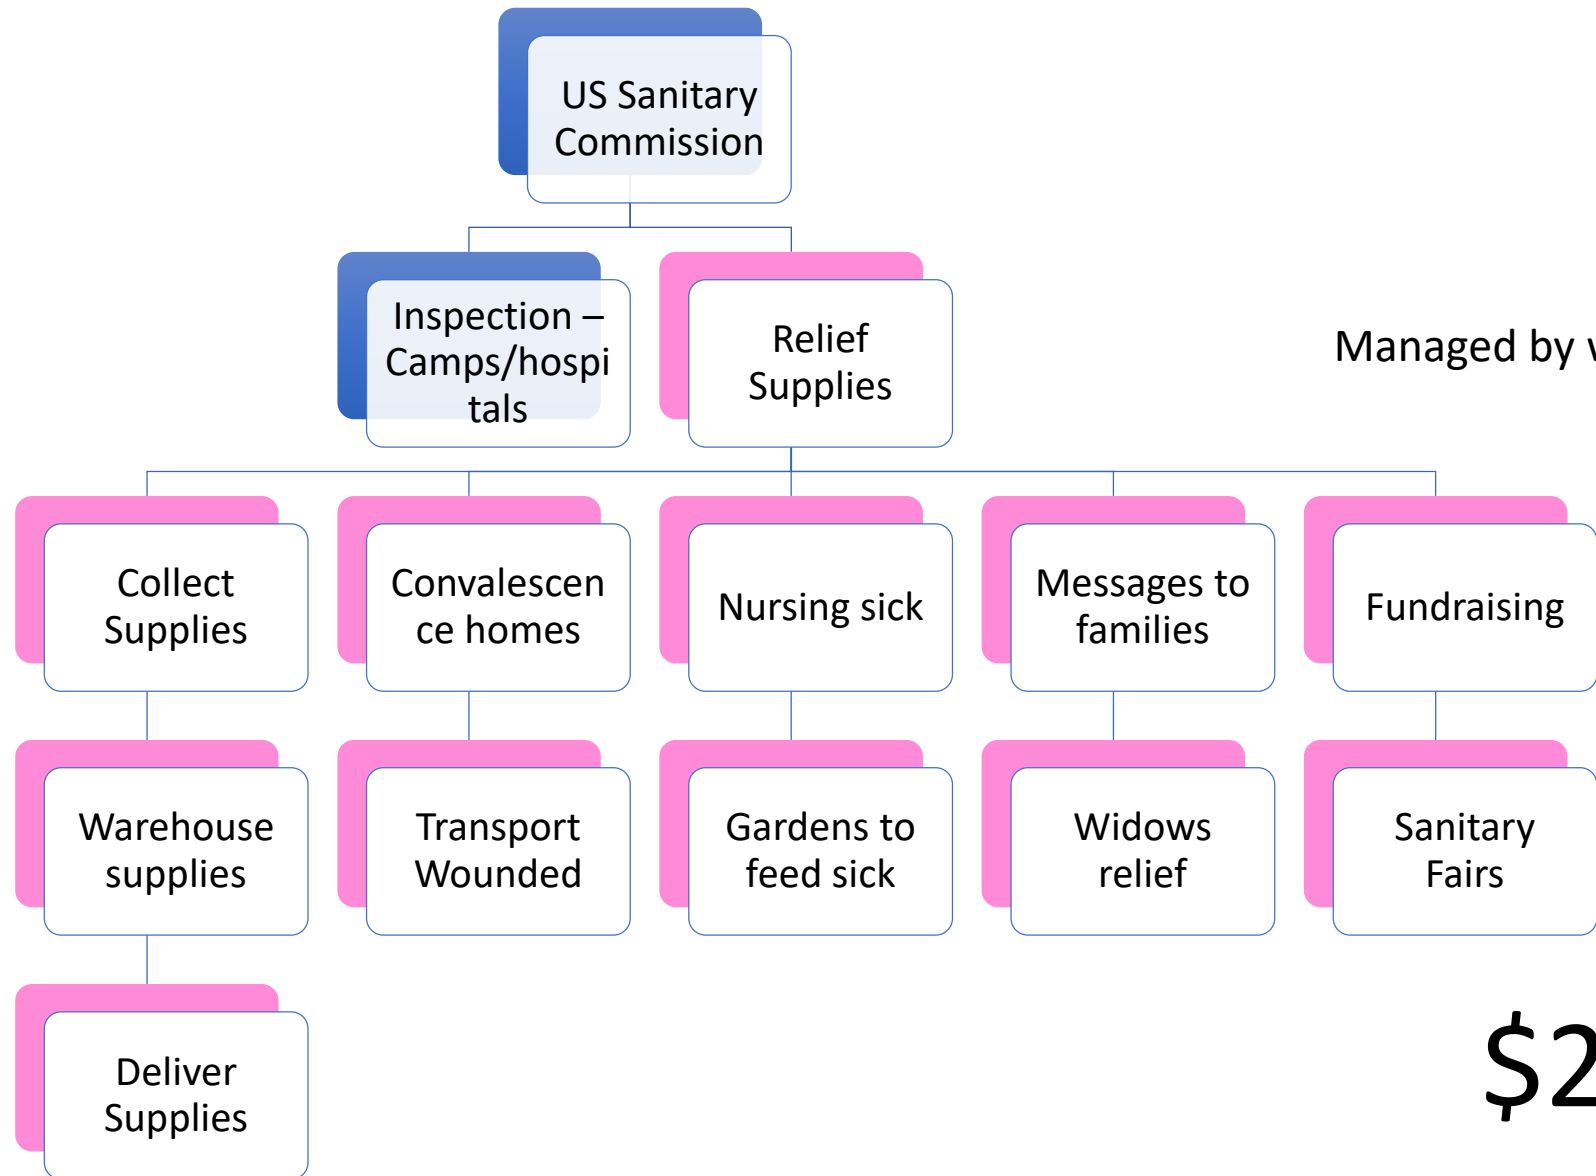 US Sanitary
Commission
Inspection –
Camps/hospi
tals
Relief
Supplies
Managed by
Collect
Supplies
Convalescen
ce homes
Nursing sick
Messages to
families
Fundraising
Warehouse
supplies
Transport
Wounded
Gardens to
feed sick
Widows
relief
Sanitary
Fairs
Deliver
Supplies
$2